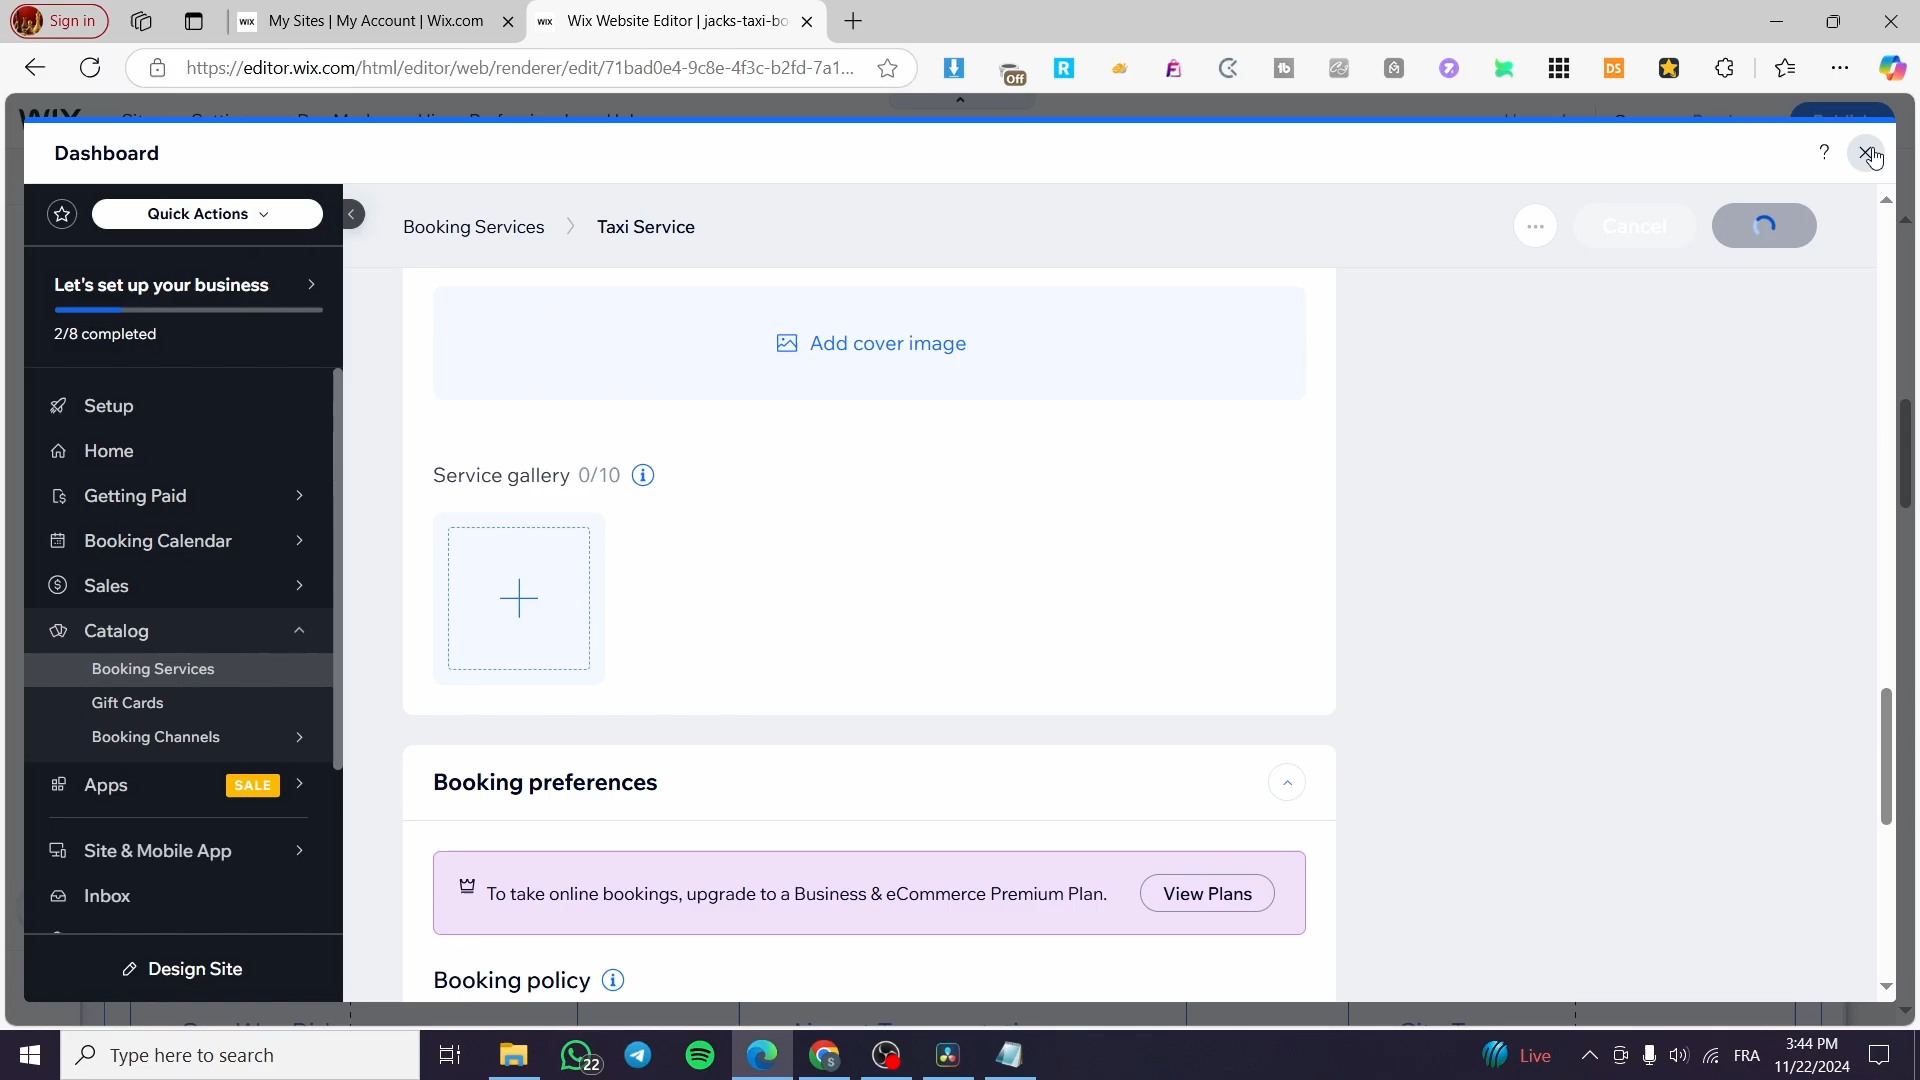 Sign in
WIX My Sites | My Account | Wix.com
WIX Wix Website Editor | jacks-taxi-bo
https://editor.wix.com/html/editor/web/renderer/edit/71bad0e4-9c8e-4f3c-b2fd-7a1...
Off
Dashboard
?
Quick Actions
Booking Services
Taxi Service
...
Cancel
Let's set up your business
2/8 completed
Add cover image
Setup
Home
Getting Paid
Booking Calendar
Sales
Catalog
Booking Services
Gift Cards
Booking Channels
Apps
SALE
Site & Mobile App
Inbox
Design Site
Service gallery 0/10
Booking preferences
To take online bookings, upgrade to a Business & eCommerce Premium Plan.
View Plans
Booking policy
Type here to search
22
Live
FRA
3:44 PM
11/22/2024